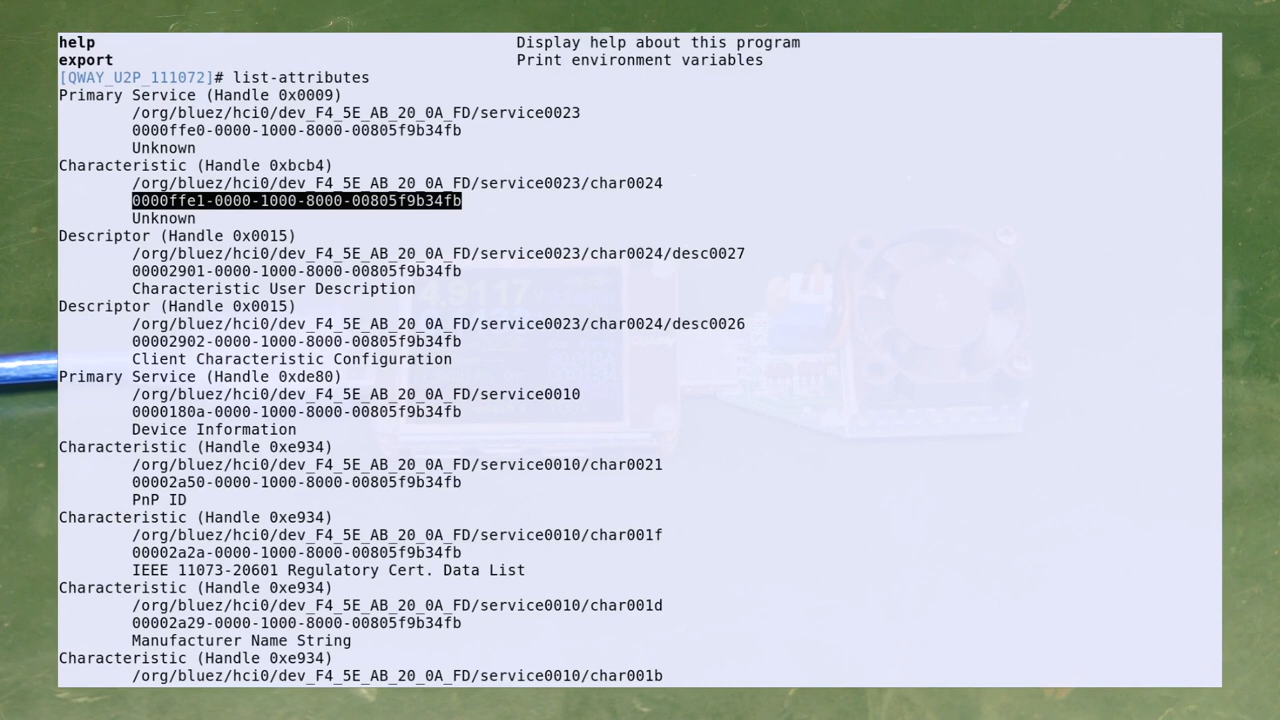 help Display help about this program
export Print environment variables
[QWAY_U2P_111072]# list-attributes
Primary Service (Handle 0x0009)
/org/bluez/hci0/dev_F4_5E_AB_20_0A_FD/service0023
0000ffe0-0000-1000-8000-00805f9b34fb
Unknown
Characteristic (Handle 0xbcb4)
/org/bluez/hci0/dev_F4_5E_AB_20_0A_FD/service0023/char0024
0000ffe1-0000-1000-8000-00805f9b34fb
Unknown
Descriptor (Handle 0x0015)
/org/bluez/hci0/dev_F4_5E_AB_20_0A_FD/service0023/char0024/desc0027
00002901-0000-1000-8000-00805f9b34fb
Characteristic User Description
Descriptor (Handle 0x0015)
/org/bluez/hci0/dev_F4_5E_AB_20_0A_FD/service0023/char0024/desc0026
00002902-0000-1000-8000-00805f9b34fb
Client Characteristic Configuration
Primary Service (Handle 0xde80)
/org/bluez/hci0/dev_F4_5E_AB_20_0A_FD/service0010
0000180a-0000-1000-8000-00805f9b34fb
Device Information
Characteristic (Handle 0xe934)
/org/bluez/hci0/dev_F4_5E_AB_20_0A_FD/service0010/char0021
00002a50-0000-1000-8000-00805f9b34fb
PnP ID
Characteristic (Handle 0xe934)
/org/bluez/hci0/dev_F4_5E_AB_20_0A_FD/service0010/char001f
00002a2a-0000-1000-8000-00805f9b34fb
IEEE 11073-20601 Regulatory Cert. Data List
Characteristic (Handle 0xe934)
/org/bluez/hci0/dev_F4_5E_AB_20_0A_FD/service0010/char001d
00002a29-0000-1000-8000-00805f9b34fb
Manufacturer Name String
Characteristic (Handle 0xe934)
/org/bluez/hci0/dev_F4_5E_AB_20_0A_FD/service0010/char001b
4.9117